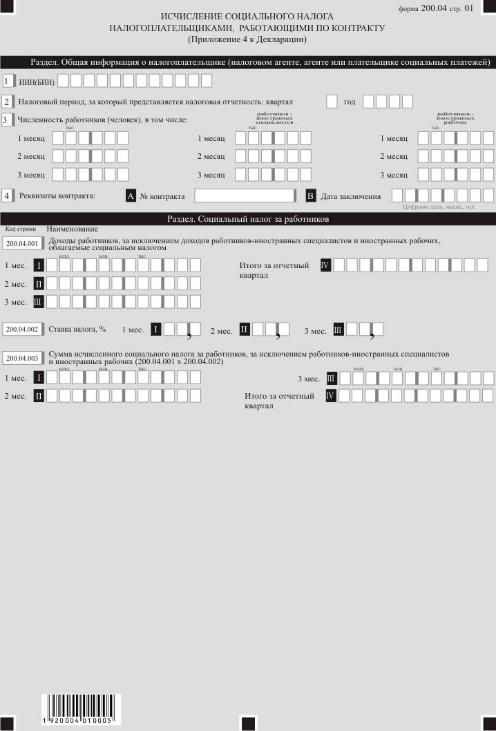 форма 200.04 стр. 01
ИСЧИСЛЕНИЕ СОЦИАЛЬНОГО НАЛОГА
НАЛОГОПЛАТЕЛЬЩИКАМИ, РАБОТАЮЩИМИ ПО КОНТРАКТУ
(Приложение 4 к Декларации)
Раздел. Общая информация о налогоплательщике (налоговом агенте, агенте или плательщике социальных платежей)
1 ИИН(БИН)
2 Налоговый период, за который представляется налоговая отчетность: квартал год
3 Численность работников (человек), в том числе:
работников - иностранных специалистов
работников - иностранных рабочих
тыс. тыс. тыс.
1 месяц 1 месяц 1 месяц
2 месяц 2 месяц 2 месяц
3 месяц 3 месяц 3 месяц
4 Реквизиты контракта: A № контракта B Дата заключения
Цифрами день, месяц, год
Раздел. Социальный налог за работников
Код строки Наименование
200.04.001 Доходы работников, за исключением доходов работников-иностранных специалистов и иностранных рабочих,
облагаемые социальным налогом
млрд. млн. тыс. млрд. млн. тыс.
1 мес. I Итого за отчетный квартал IV
2 мес. II
3 мес. III
200.04.002 Ставка налога, % 1 мес. I , 2 мес. II , 3 мес. III ,
200.04.003 Сумма исчисленного социального налога за работников, за исключением работников-иностранных специалистов
и иностранных рабочих (200.04.001 x 200.04.002)
млрд. млн. тыс. млрд. млн. тыс.
1 мес. I 3 мес. III
2 мес. II Итого за отчетный квартал IV
1 920004 010005